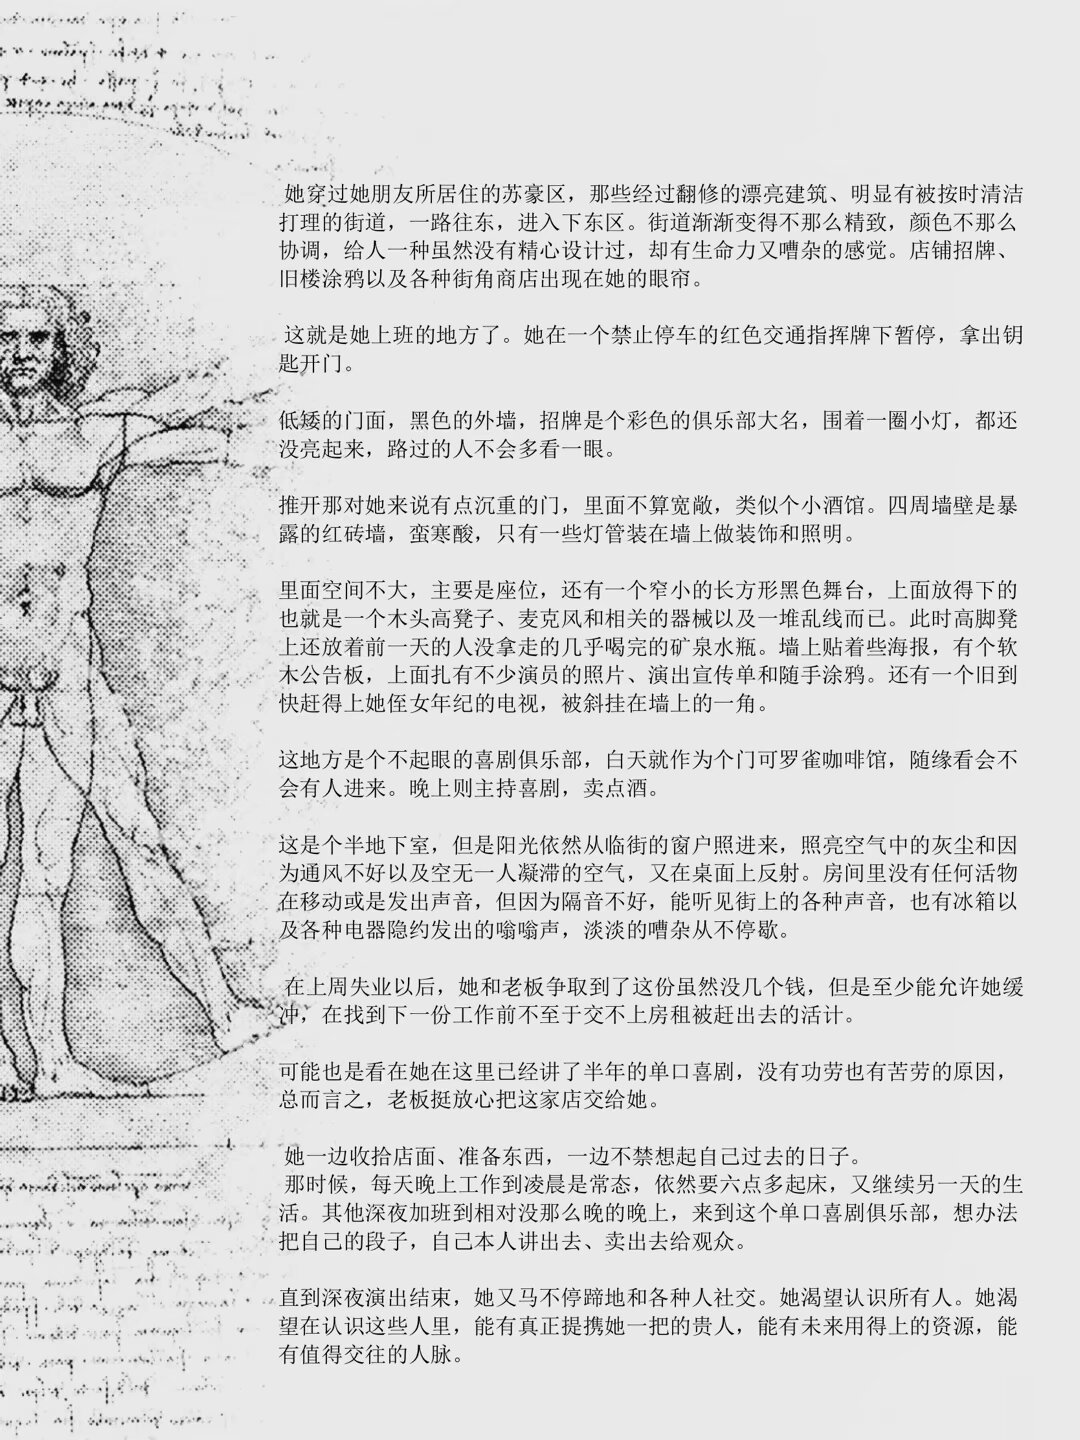 她穿过她朋友所居住的苏豪区，那些经过翻修的漂亮建筑、明显有被按时清洁
打理的街道，一路往东，进入下东区。街道渐渐变得不那么精致，颜色不那么
协调，给人一种虽然没有精心设计过，却有生命力又嘈杂的感觉。店铺招牌、
旧楼涂鸦以及各种街角商店出现在她的眼帘。
这就是她上班的地方了。她在一个禁止停车的红色交通指挥牌下暂停，拿出钥
匙开门。
低矮的门面，黑色的外墙，招牌是个彩色的俱乐部大名，围着一圈小灯，都还
没亮起来，路过的人不会多看一眼。
推开那对她来说有点沉重的门，里面不算宽敞，类似个小酒馆。四周墙壁是暴
露的红砖墙，蛮寒酸，只有一些灯管装在墙上做装饰和照明。
里面空间不大，主要是座位，还有一个窄小的长方形黑色舞台，上面放得下的
也就是一个木头高凳子、麦克风和相关的器械以及一堆乱线而已。此时高脚凳
上还放着前一天的人没拿走的几乎喝完的矿泉水瓶。墙上贴着些海报，有个软
木公告板，上面扎有不少演员的照片、演出宣传单和随手涂鸦。还有一个旧到
快赶得上她侄女年纪的电视，被斜挂在墙上的一角。
这地方是个不起眼的喜剧俱乐部，白天就作为个门可罗雀咖啡馆，随缘看会不
会有人进来。晚上则主持喜剧，卖点酒。
这是个半地下室，但是阳光依然从临街的窗户照进来，照亮空气中的灰尘和因
为通风不好以及空无一人凝滞的空气，又在桌面上反射。房间里没有任何活物
在移动或是发出声音，但因为隔音不好，能听见街上的各种声音，也有冰箱以
及各种电器隐约发出的嗡嗡声，淡淡的嘈杂从不停歇。
在上周失业以后，她和老板争取到了这份虽然没几个钱，但是至少能允许她缓
冲，在找到下一份工作前不至于交不上房租被赶出去的活计。
可能也是看在她在这里已经讲了半年的单口喜剧，没有功劳也有苦劳的原因，
总而言之，老板挺放心把这家店交给她。
她一边收拾店面、准备东西，一边不禁想起自己过去的日子。
那时候，每天晚上工作到凌晨是常态，依然要六点多起床，又继续另一天的生
活。其他深夜加班到相对没那么晚的晚上，来到这个单口喜剧俱乐部，想办法
把自己的段子，自己本人讲出去、卖出去给观众。
直到深夜演出结束，她又马不停蹄地和各种人社交。她渴望认识所有人。她渴
望在认识这些人里，能有真正提携她一把的贵人，能有未来用得上的资源，能
有值得交往的人脉。